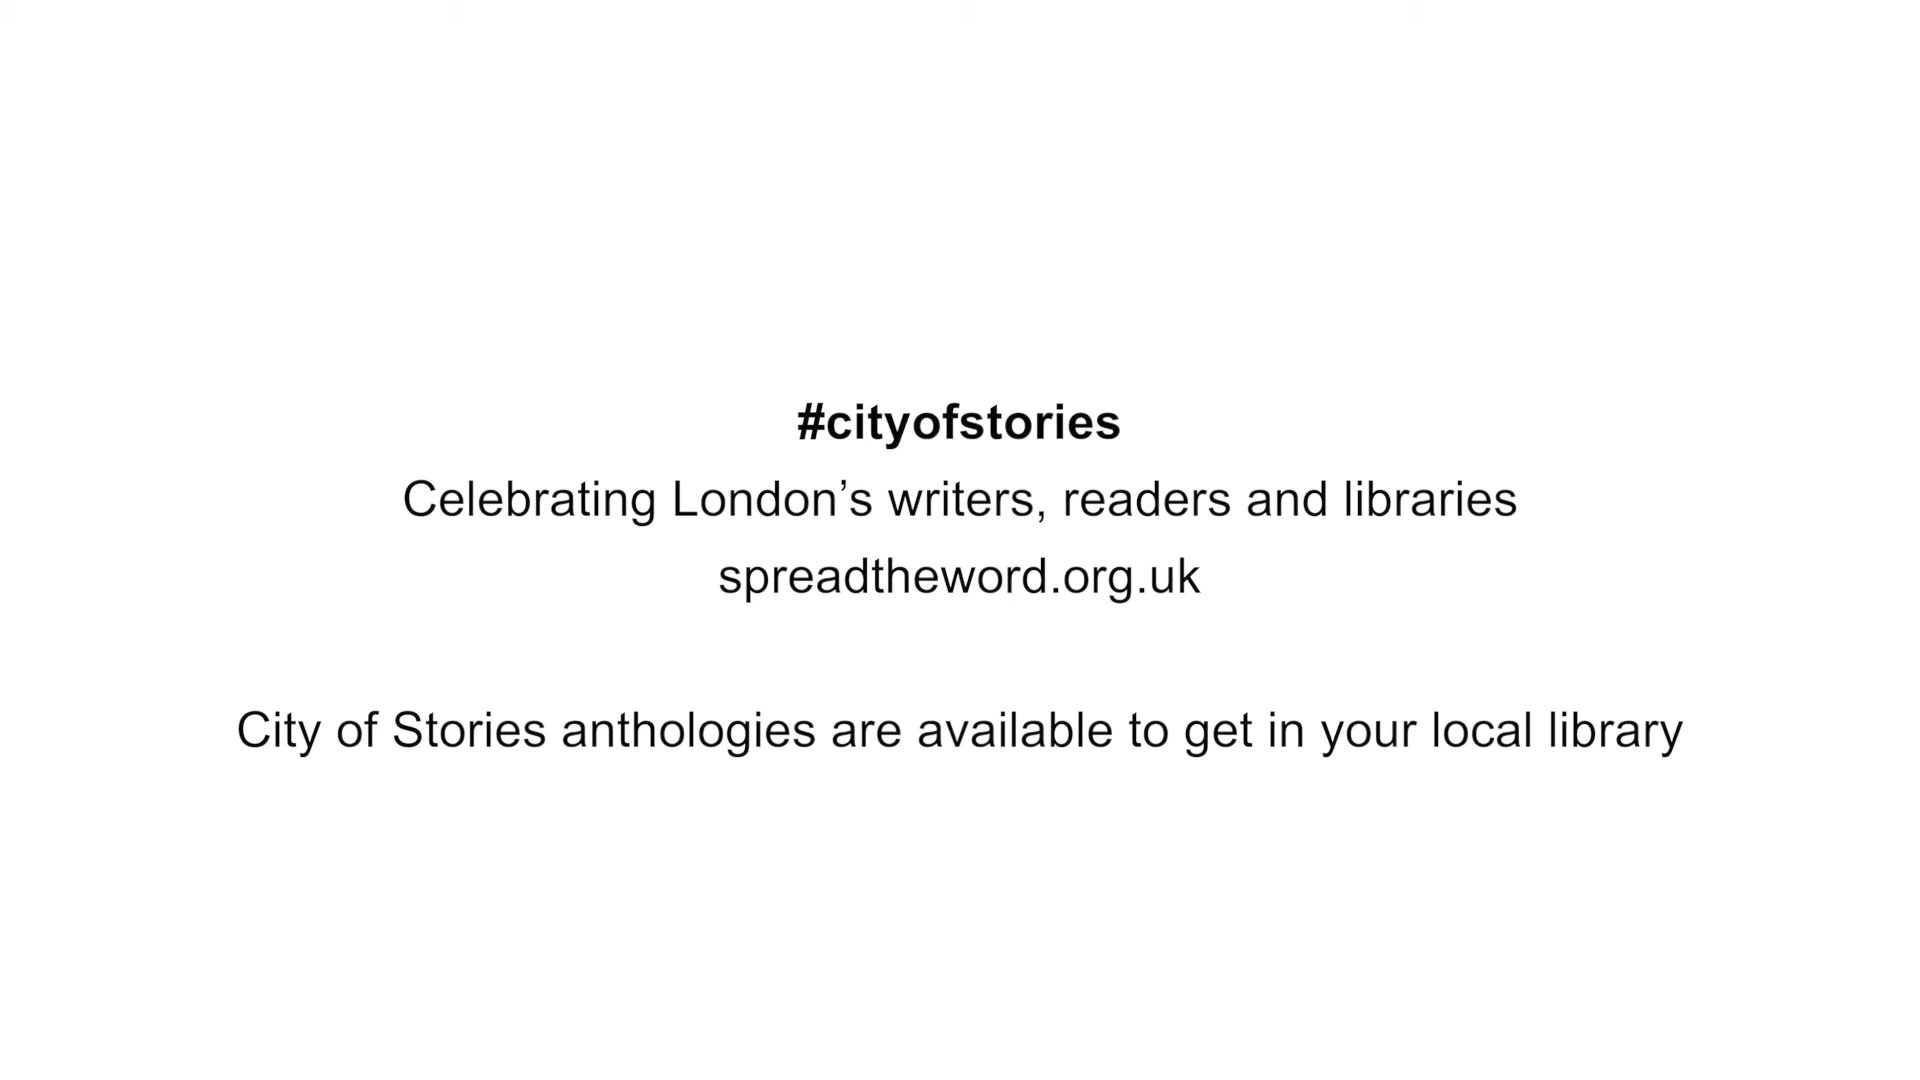 #cityofstories
Celebrating London’s writers, readers and libraries
spreadtheword.org.uk
City of Stories anthologies are available to get in your local library